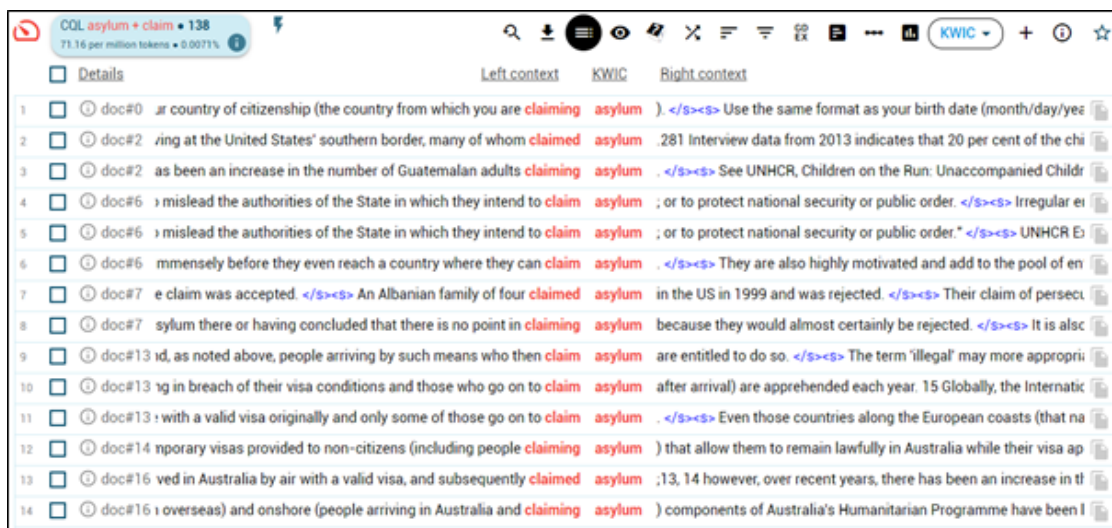 CQL asylum + claim • 138
71.16 per million tokens • 0.0071% i
GO EX KWIC + i
Details Left context KWIC Right context
1 doc#0 ur country of citizenship (the country from which you are claiming asylum ). </s><s> Use the same format as your birth date (month/day/yea
2 doc#2 ving at the United States' southern border, many of whom claimed asylum .281 Interview data from 2013 indicates that 20 per cent of the chi
3 doc#2 as been an increase in the number of Guatemalan adults claiming asylum . </s><s> See UNHCR, Children on the Run: Unaccompanied Childr
4 doc#6 o mislead the authorities of the State in which they intend to claim asylum ; or to protect national security or public order. </s><s> Irregular
5 doc#6 o mislead the authorities of the State in which they intend to claim asylum ; or to protect national security or public order." </s><s> UNHCR
6 doc#6 mmensely before they even reach a country where they can claim asylum . </s><s> They are also highly motivated and add to the pool of en
7 doc#7 e claim was accepted. </s><s> An Albanian family of four claimed asylum in the US in 1999 and was rejected. </s><s> Their claim of persecu
8 doc#7 sylum there or having concluded that there is no point in claiming asylum because they would almost certainly be rejected. </s><s> It is also
9 doc#13 nd, as noted above, people arriving by such means who then claim asylum are entitled to do so. </s><s> The term 'illegal' may more appropri
10 doc#13 ng in breach of their visa conditions and those who go on to claim asylum after arrival) are apprehended each year. 15 Globally, the Internatic
11 doc#13 with a valid visa originally and only some of those go on to claim asylum . </s><s> Even those countries along the European coasts (that na
12 doc#14 nporary visas provided to non-citizens (including people claiming asylum ) that allow them to remain lawfully in Australia while their visa ap
13 doc#16 ved in Australia by air with a valid visa, and subsequently claimed asylum ;13, 14 however, over recent years, there has been an increase in
14 doc#16 overseas) and onshore (people arriving in Australia and claiming asylum ) components of Australia's Humanitarian Programme have been